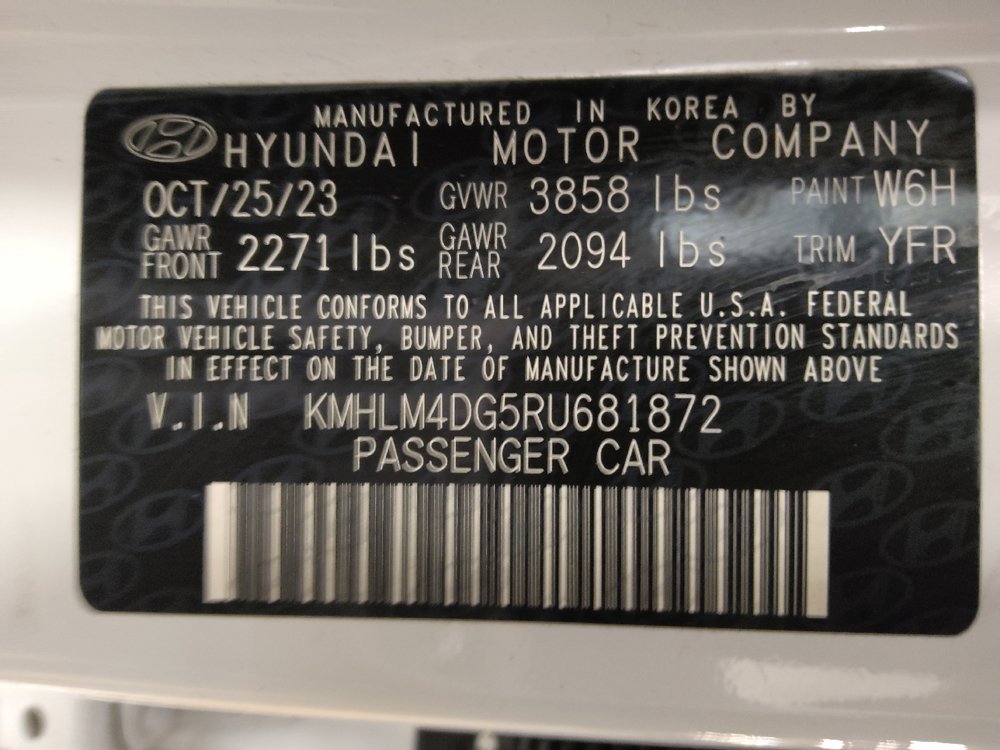 MANUFACTURED IN KOREA BY
HYUNDAI MOTOR COMPANY
OCT/25/23 GVWR 3858 lbs PAINT W6H
GAWR FRONT 2271 lbs GAWR REAR 2094 lbs TRIM YFR
THIS VEHICLE CONFORMS TO ALL APPLICABLE U.S.A. FEDERAL
MOTOR VEHICLE SAFETY, BUMPER, AND THEFT PREVENTION STANDARDS
IN EFFECT ON THE DATE OF MANUFACTURE SHOWN ABOVE
V.I.N KMHLM4DG5RU681872
PASSENGER CAR